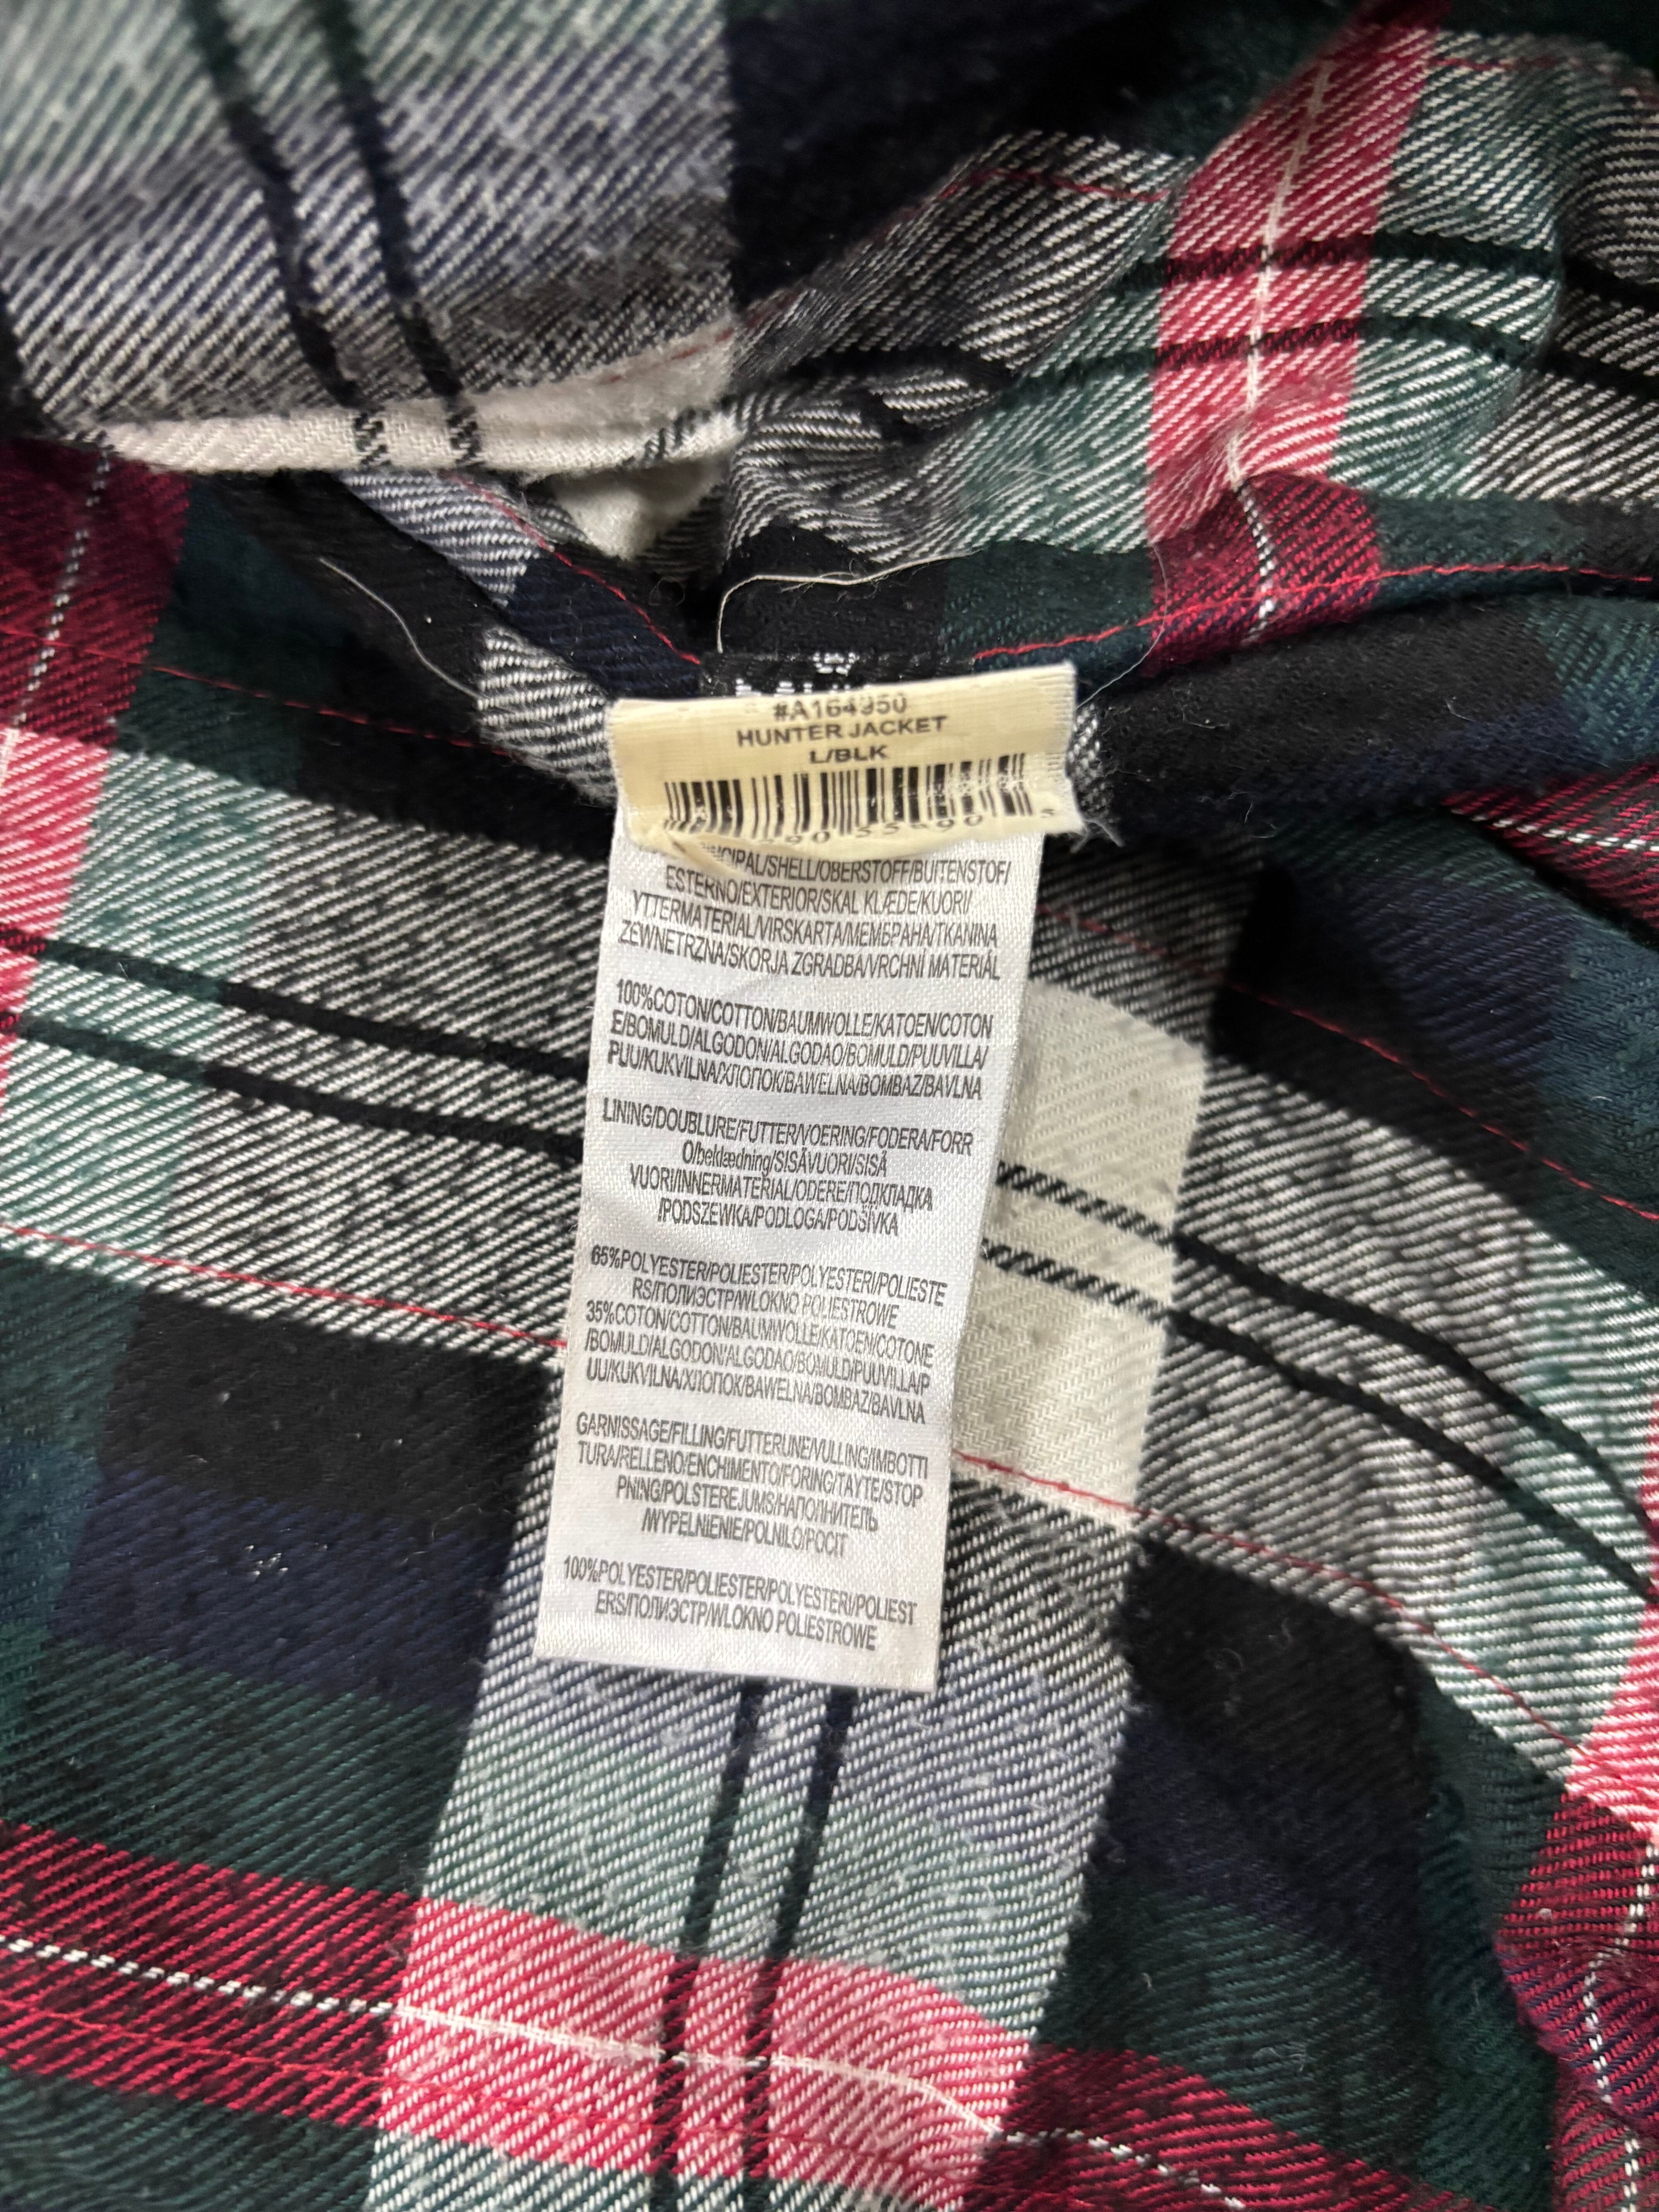 #A164950
HUNTER JACKET
L/BLK
/SHELL/OBERSTOFF/BUITENSTOF/
ESTERNO/EXTERIOR/SKAL KLÆDE/KUORI/
YTTERMATERIAL/VIRSKARTA/МЕМБРАНА/TKANINA
ZEWNETRZNA/SKORJA ZGRADBA/VRCHNÍ MATERIÁL
100%COTON/COTTON/BAUMWOLLE/KATOEN/COTON
E/BOMULD/ALGODON/ALGODAO/BOMULD/PUUVILLA/
PUU/KUKVILNA/ХЛОПОК/BAWELNA/BOMBAZ/BAVLNA
LINING/DOUBLURE/FUTTER/VOERING/FODERA/FORR
O/beklædning/SISÄVUORI/SISÄ
VUORI/INNERMATERIAL/ODERE/ПОДКЛАДКА
/PODSZEWKA/PODLOGA/PODŠÍVKA
65%POLYESTER/POLIESTER/POLYESTERI/POLIESTE
RS/ПОЛИЭСТР/WLOKNO POLIESTROWE
35%COTON/COTTON/BAUMWOLLE/KATOEN/COTONE
/BOMULD/ALGODON/ALGODAO/BOMULD/PUUVILLA/P
UU/KUKVILNA/ХЛОПОК/BAWELNA/BOMBAZ/BAVLNA
GARNISSAGE/FILLING/FUTTERUNE/VULLING/IMBOTTI
TURA/RELLENO/ENCHIMENTO/FORING/TAYTE/STOP
PNING/POLSTEREJUMS/НАПОЛНИТЕЛЬ
/WYPELNIENIE/POLNILO/POCIT
100%POLYESTER/POLIESTER/POLYESTERI/POLIEST
ERS/ПОЛИЭСТР/WLOKNO POLIESTROWE